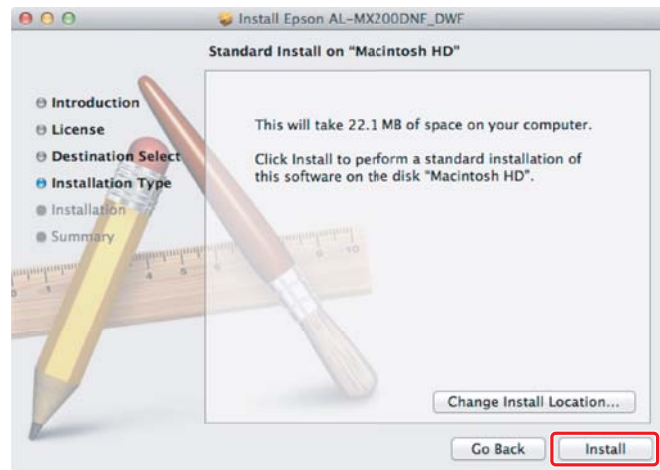 Install Epson AL-MX200DNF_DWF
Standard Install on "Macintosh HD"
Introduction
License
Destination Select
Installation Type
Installation
Summary
This will take 22.1 MB of space on your computer.
Click Install to perform a standard installation of
this software on the disk "Macintosh HD".
Change Install Location...
Go Back
Install